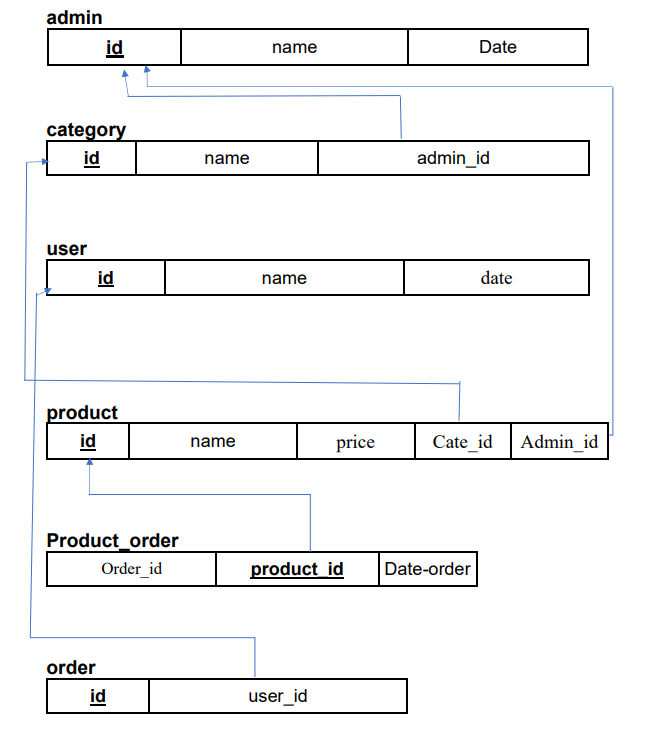 admin
id name Date
category
id name admin_id
user
id name date
product
id name price Cate_id Admin_id
Product_order
Order_id product_id Date-order
order
id user_id